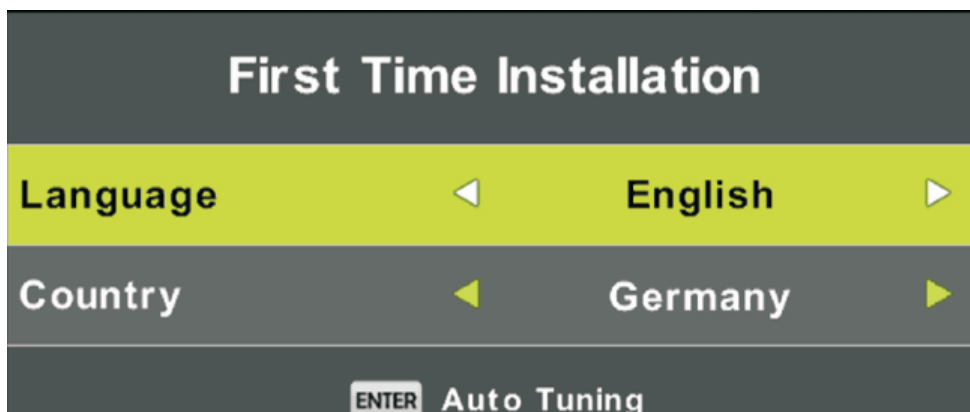 First Time Installation
Language English
Country Germany
ENTER Auto Tuning